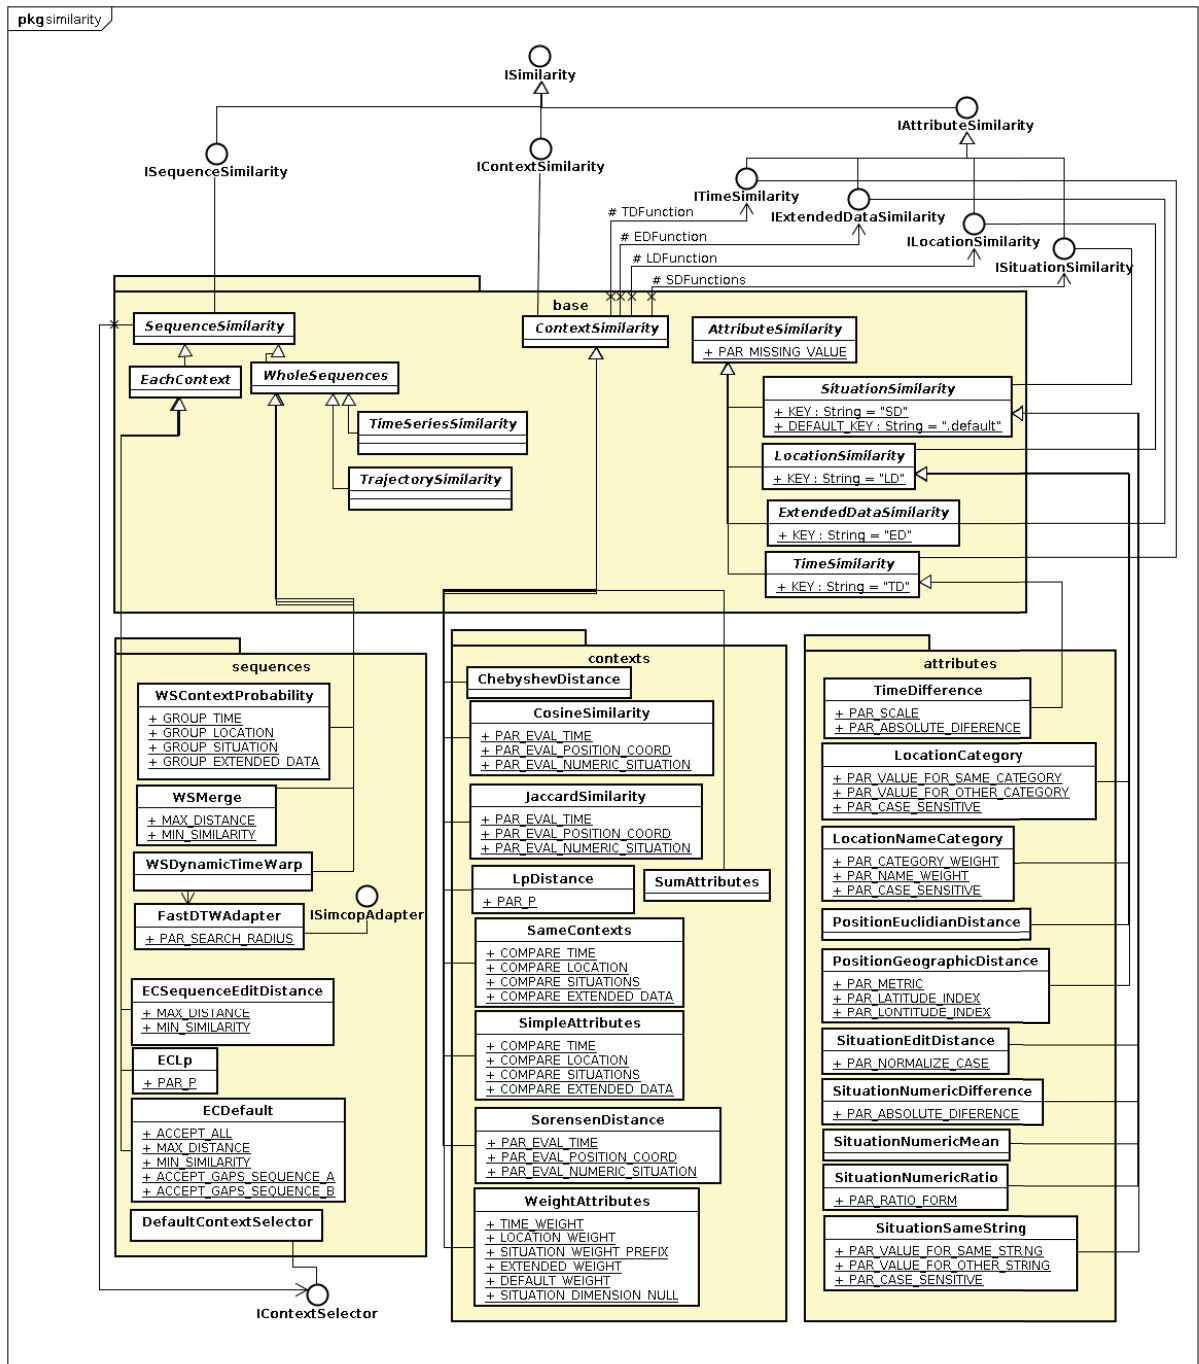 pkg similarity
ISimilarity
IAttributeSimilarity
ISequenceSimilarity
IContextSimilarity
ITimeSimilarity
IExtendedDataSimilarity
ILocationSimilarity
ISituationSimilarity
# TDFunction
# EDFunction
# LDFunction
# SDFunctions
base
SequenceSimilarity
EachContext
WholeSequences
TimeSeriesSimilarity
TrajectorySimilarity
ContextSimilarity
AttributeSimilarity
+ PAR MISSING VALUE
SituationSimilarity
+ KEY : String = "SD"
+ DEFAULT_KEY : String = ".default"
LocationSimilarity
+ KEY : String = "LD"
ExtendedDataSimilarity
+ KEY : String = "ED"
TimeSimilarity
+ KEY : String = "TD"
sequences
WSContextProbability
+ GROUP_TIME
+ GROUP_LOCATION
+ GROUP_SITUATION
+ GROUP_EXTENDED_DATA
WSMerge
+ MAX_DISTANCE
+ MIN_SIMILARITY
WSDynamicTimeWarp
FastDTWAdapter
+ PAR_SEARCH_RADIUS
ISimcopAdapter
ECSequenceEditDistance
+ MAX_DISTANCE
+ MIN_SIMILARITY
ECLp
+ PAR_P
ECDefault
+ ACCEPT_ALL
+ MAX_DISTANCE
+ MIN_SIMILARITY
+ ACCEPT_GAPS_SEQUENCE_A
+ ACCEPT_GAPS_SEQUENCE_B
DefaultContextSelector
IContextSelector
contexts
ChebyshevDistance
CosineSimilarity
+ PAR_EVAL_TIME
+ PAR_EVAL_POSITION_COORD
+ PAR_EVAL_NUMERIC_SITUATION
JaccardSimilarity
+ PAR_EVAL_TIME
+ PAR_EVAL_POSITION_COORD
+ PAR_EVAL_NUMERIC_SITUATION
LpDistance
+ PAR_P
SumAttributes
SameContexts
+ COMPARE_TIME
+ COMPARE_LOCATION
+ COMPARE_SITUATIONS
+ COMPARE_EXTENDED_DATA
SimpleAttributes
+ COMPARE_TIME
+ COMPARE_LOCATION
+ COMPARE_SITUATIONS
+ COMPARE_EXTENDED_DATA
SorensenDistance
+ PAR_EVAL_TIME
+ PAR_EVAL_POSITION_COORD
+ PAR_EVAL_NUMERIC_SITUATION
WeightAttributes
+ TIME_WEIGHT
+ LOCATION_WEIGHT
+ SITUATION_WEIGHT_PREFIX
+ EXTENDED_WEIGHT
+ DEFAULT_WEIGHT
+ SITUATION_DIMENSION_NULL
attributes
TimeDifference
+ PAR_SCALE
+ PAR_ABSOLUTE_DIFERENCE
LocationCategory
+ PAR_VALUE_FOR_SAME_CATEGORY
+ PAR_VALUE_FOR_OTHER_CATEGORY
+ PAR_CASE_SENSITIVE
LocationNameCategory
+ PAR_CATEGORY_WEIGHT
+ PAR_NAME_WEIGHT
+ PAR_CASE_SENSITIVE
PositionEuclidianDistance
PositionGeographicDistance
+ PAR_METRIC
+ PAR_LATITUDE_INDEX
+ PAR_LONTITUDE_INDEX
SituationEditDistance
+ PAR_NORMALIZE_CASE
SituationNumericDifference
+ PAR_ABSOLUTE_DIFERENCE
SituationNumericMean
SituationNumericRatio
+ PAR_RATIO_FORM
SituationSameString
+ PAR_VALUE_FOR_SAME_STRNG
+ PAR_VALUE_FOR_OTHER_STRING
+ PAR_CASE_SENSITIVE